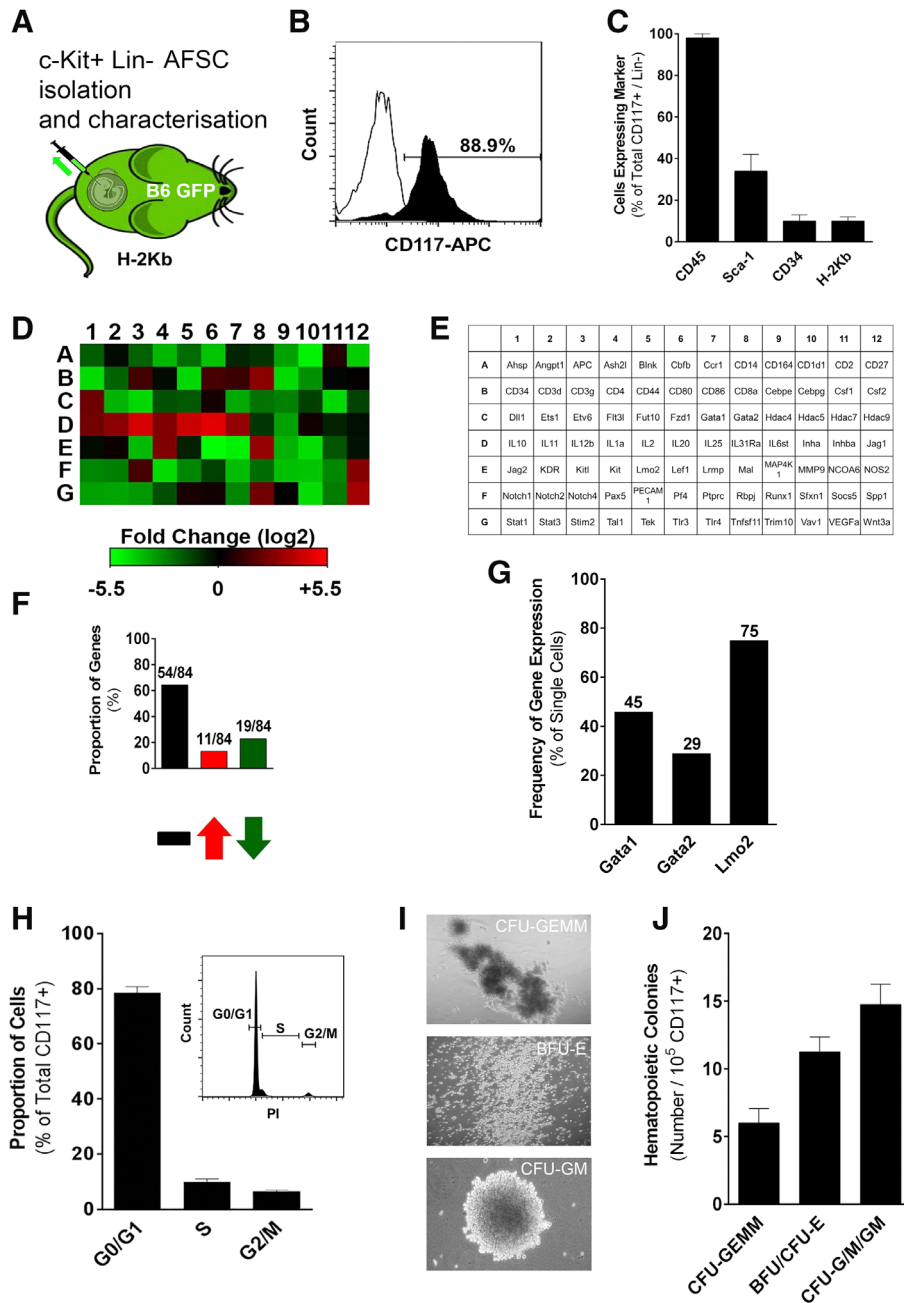 A
c-Kit+ Lin- AFSC
isolation
and characterisation
B6 GFP
H-2Kb
B
Count
88.9%
CD117-APC
C
Cells Expressing Marker
(% of Total CD117+ / Lin-)
100
80
60
40
20
0
CD45
Sca-1
CD34
H-2Kb
D
1 2 3 4 5 6 7 8 9 10 11 12
A
B
C
D
E
F
G
Fold Change (log2)
-5.5 0 +5.5
E
1 2 3 4 5 6 7 8 9 10 11 12
A Ahsp Angpt1 APC Ash2l Blnk Cbfb Ccr1 CD14 CD164 CD1d1 CD2 CD27
B CD34 CD3d CD3g CD4 CD44 CD80 CD86 CD8a Cebpe Cebpg Csf1 Csf2
C Dll1 Ets1 Etv6 Flt3l Fut10 Fzd1 Gata1 Gata2 Hdac4 Hdac5 Hdac7 Hdac9
D IL10 IL11 IL12b IL1a IL2 IL20 IL25 IL31Ra IL6st Inha Inhba Jag1
E Jag2 KDR Kitl Kit Lmo2 Lef1 Lrmp Mal MAP4K1 MMP9 NCOA6 NOS2
F Notch1 Notch2 Notch4 Pax5 PECAM1 Pf4 Ptprc Rbpj Runx1 Sfxn1 Socs5 Spp1
G Stat1 Stat3 Stim2 Tal1 Tek Tlr3 Tlr4 Tnfsf11 Trim10 Vav1 VEGFa Wnt3a
F
Proportion of Genes
(%)
100
80
60
40
20
0
54/84
11/84
19/84
G
Frequency of Gene Expression
(% of Single Cells)
100
80
60
40
20
0
45
29
75
Gata1
Gata2
Lmo2
H
Proportion of Cells
(% of Total CD117+)
100
80
60
40
20
0
G0/G1
S
G2/M
Count
G0/G1
S
G2/M
PI
I
CFU-GEMM
BFU-E
CFU-GM
J
Hematopoietic Colonies
(Number / 10⁵ CD117+)
20
15
10
5
0
CFU-GEMM
BFU/CFU-E
CFU-G/M/GM